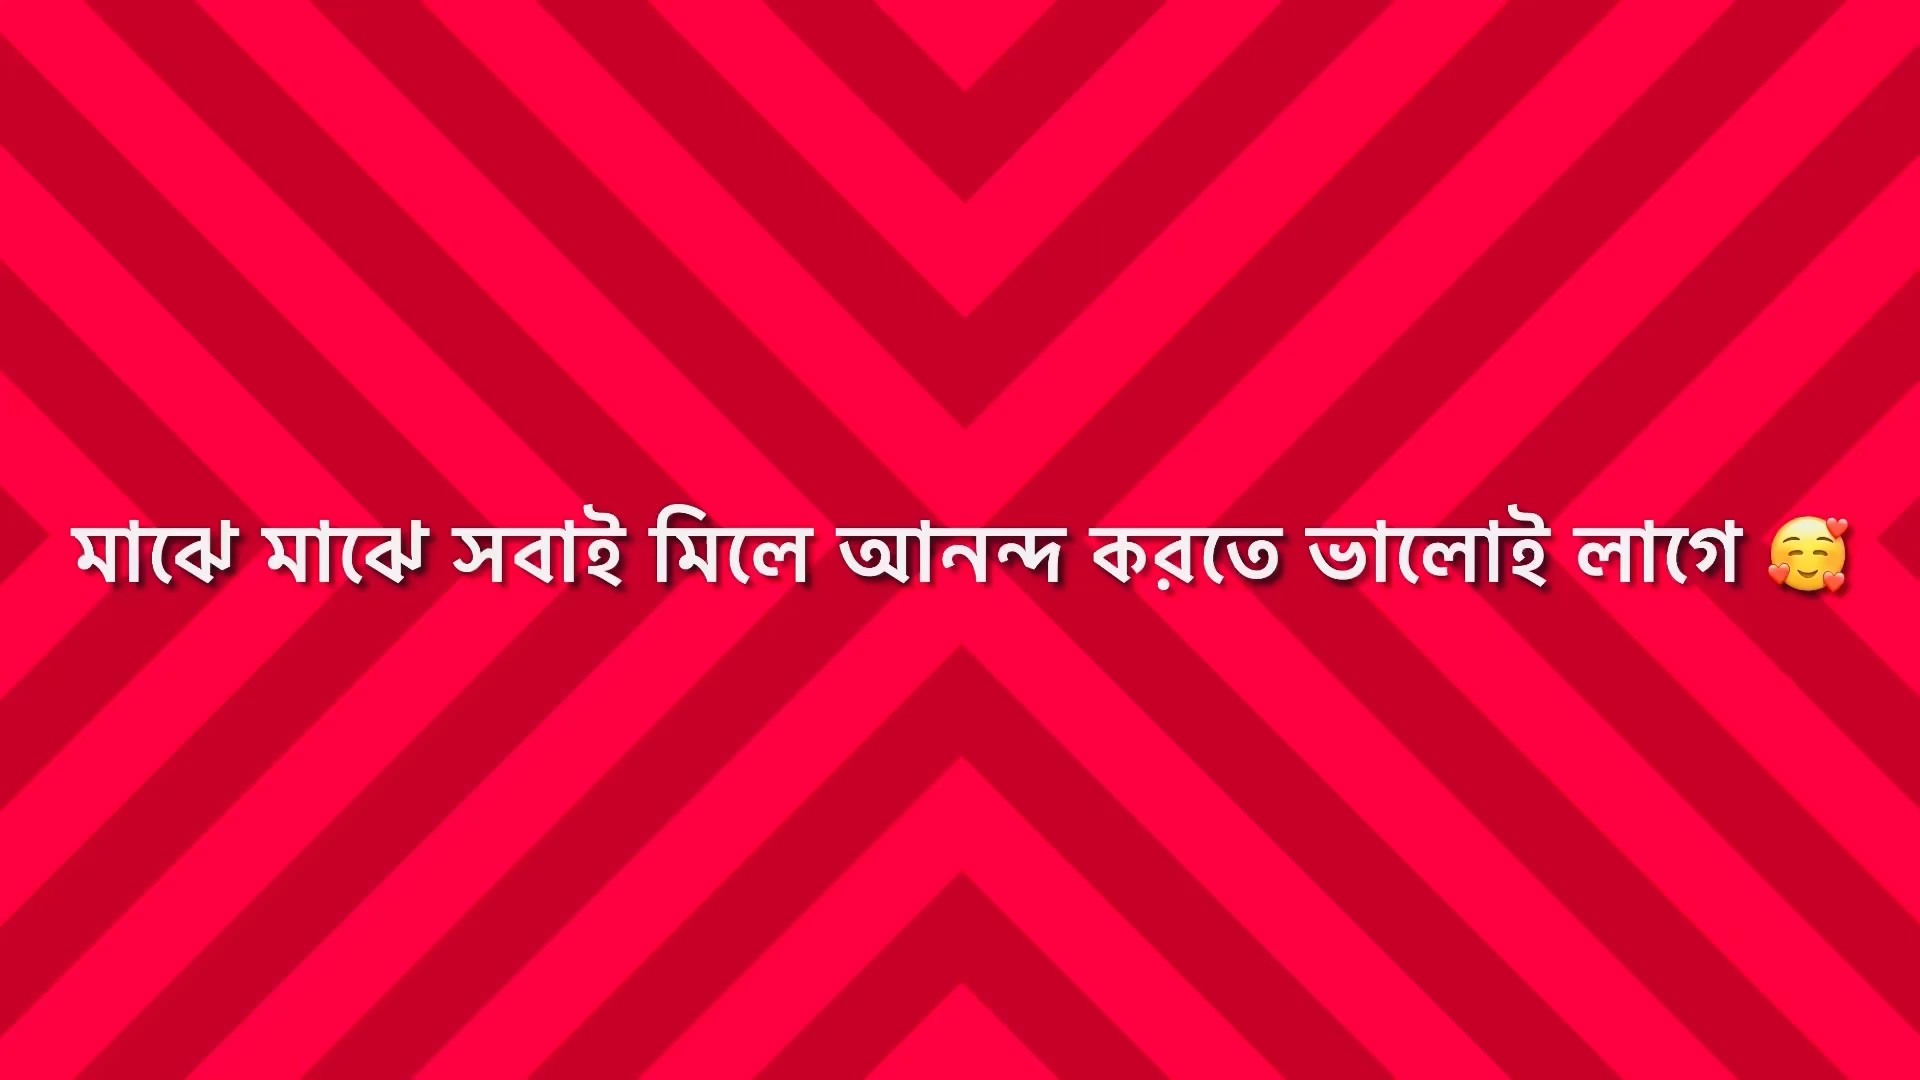 মাঝে মাঝে সবাই মিলে আনন্দ করতে ভালোই লাগে 🥰